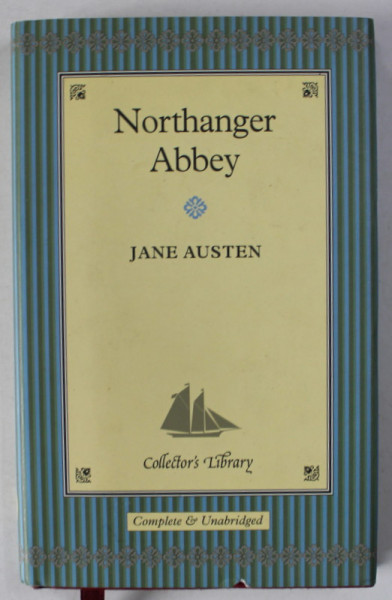 Northanger
Abbey
JANE AUSTEN
Collector's Library
Complete & Unabridged